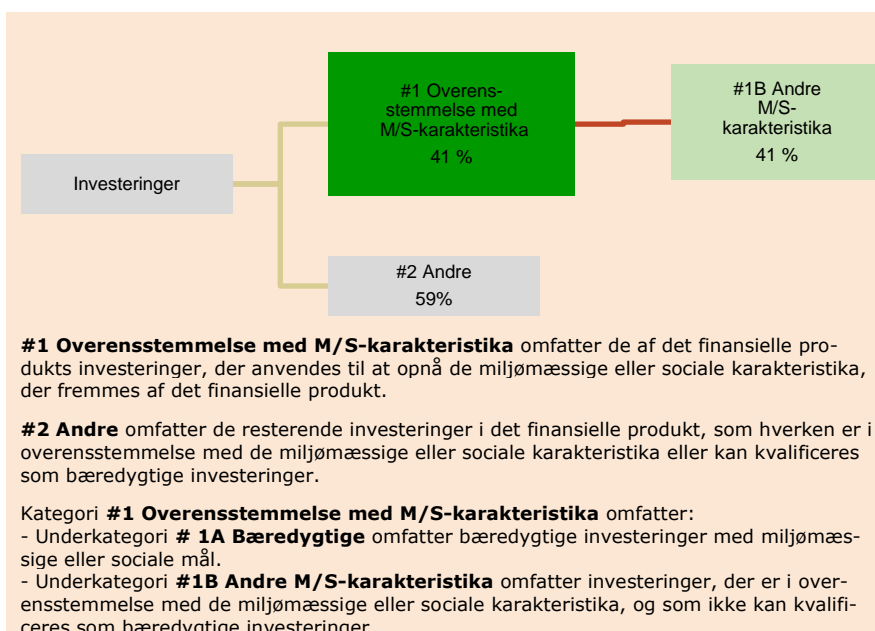 #1 Overens-
stemmelse med
M/S-karakteristika
41 %
#1B Andre
M/S-
karakteristika
41 %
Investeringer
#2 Andre
59%
#1 Overensstemmelse med M/S-karakteristika omfatter de af det finansielle pro-
dukts investeringer, der anvendes til at opnå de miljømæssige eller sociale karakteristika,
der fremmes af det finansielle produkt.
#2 Andre omfatter de resterende investeringer i det finansielle produkt, som hverken er i
overensstemmelse med de miljømæssige eller sociale karakteristika eller kan kvalificeres
som bæredygtige investeringer.
Kategori #1 Overensstemmelse med M/S-karakteristika omfatter:
- Underkategori # 1A Bæredygtige omfatter bæredygtige investeringer med miljømæs-
sige eller sociale mål.
- Underkategori #1B Andre M/S-karakteristika omfatter investeringer, der er i over-
ensstemmelse med de miljømæssige eller sociale karakteristika, og som ikke kan kvalifi-
ceres som bæredygtige investeringer.